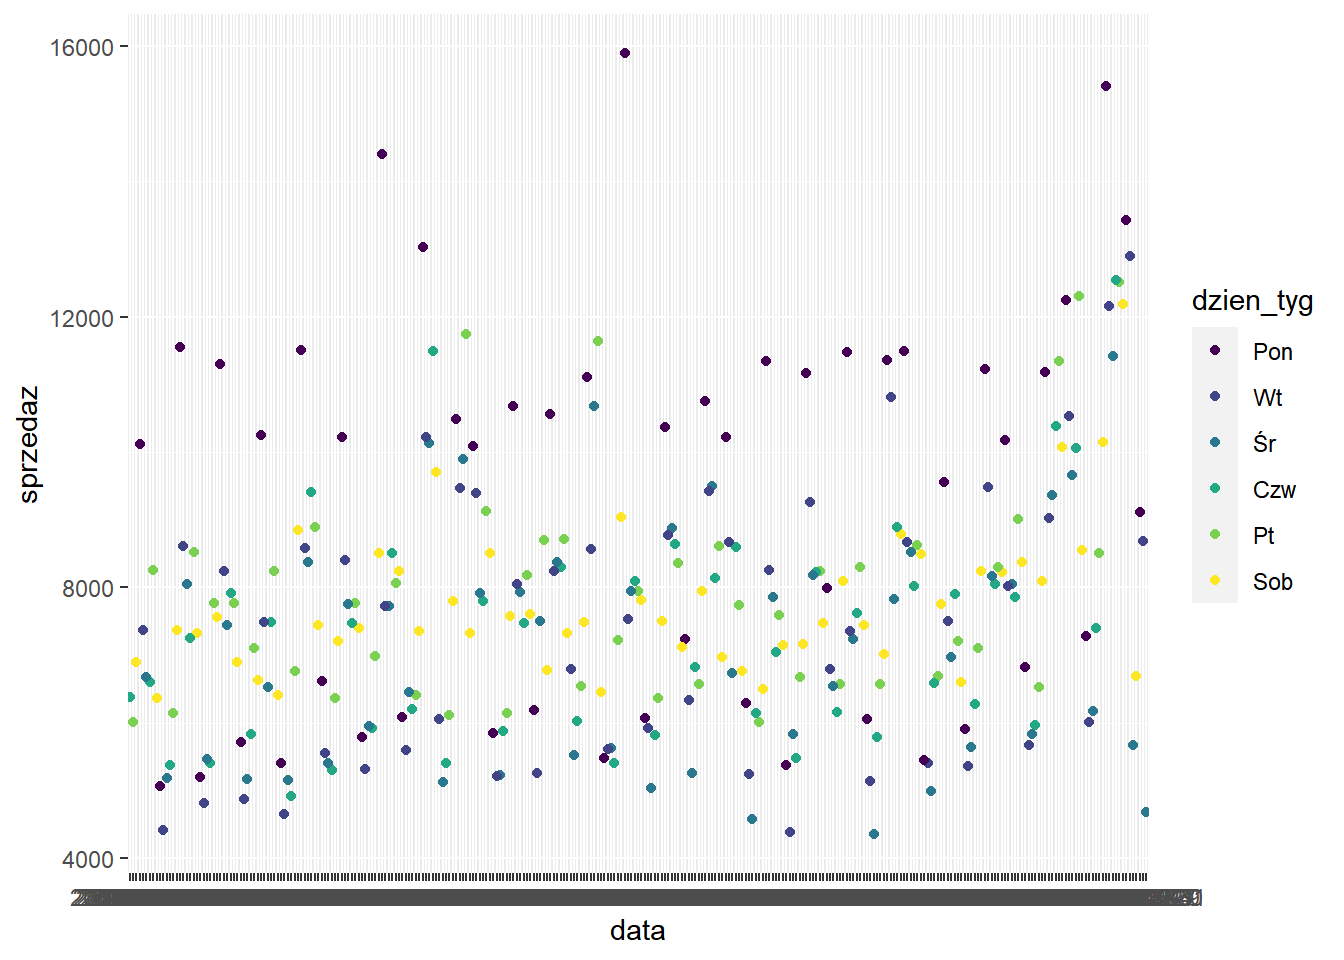 16000
12000
8000
4000
sprzedaz
data
dzien_tyg
Pon
Wt
Śr
Czw
Pt
Sob